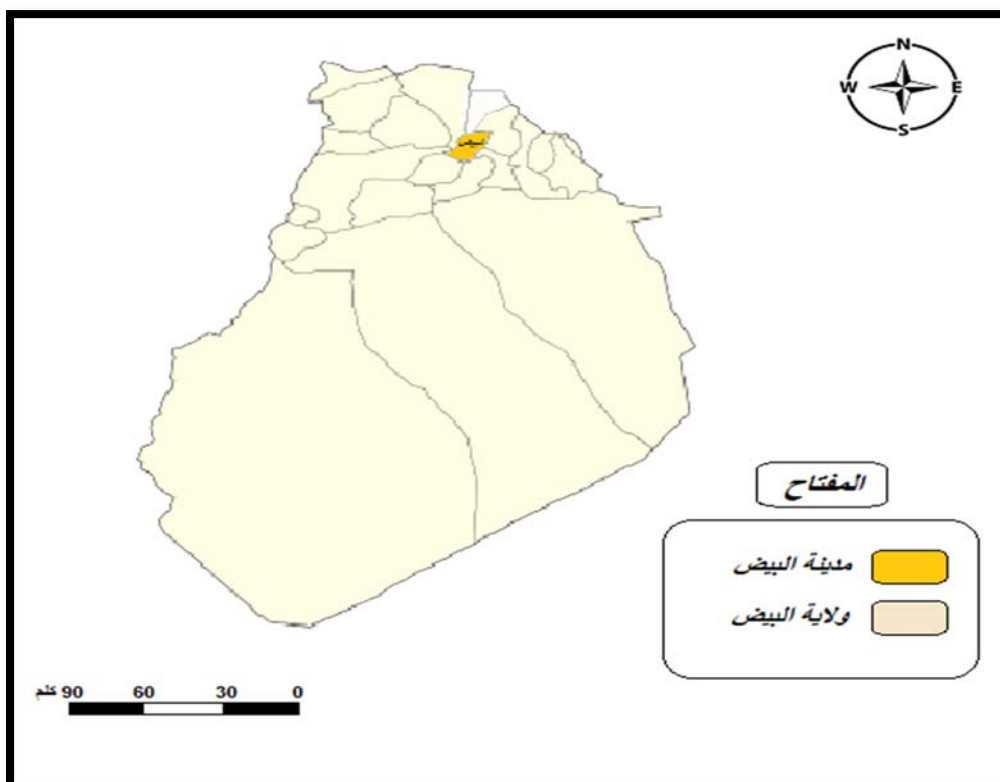 N
W E
S
البيض
المفتاح
مدينة البيض
ولاية البيض
كلم 90 60 30 0